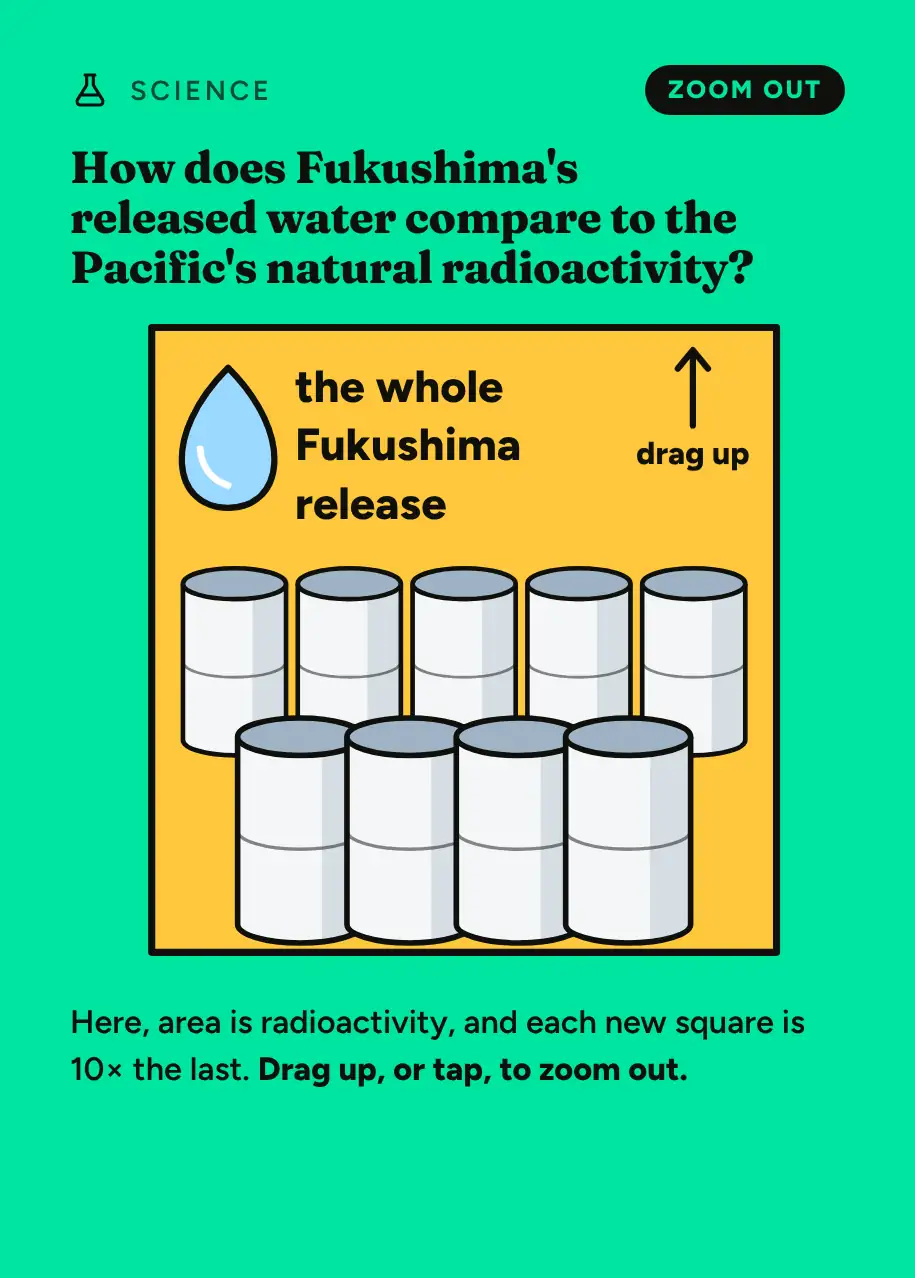 SCIENCE
ZOOM OUT
How does Fukushima's
released water compare to the
Pacific's natural radioactivity?
the whole
Fukushima
release
drag up
Here, area is radioactivity, and each new square is
10× the last. Drag up, or tap, to zoom out.